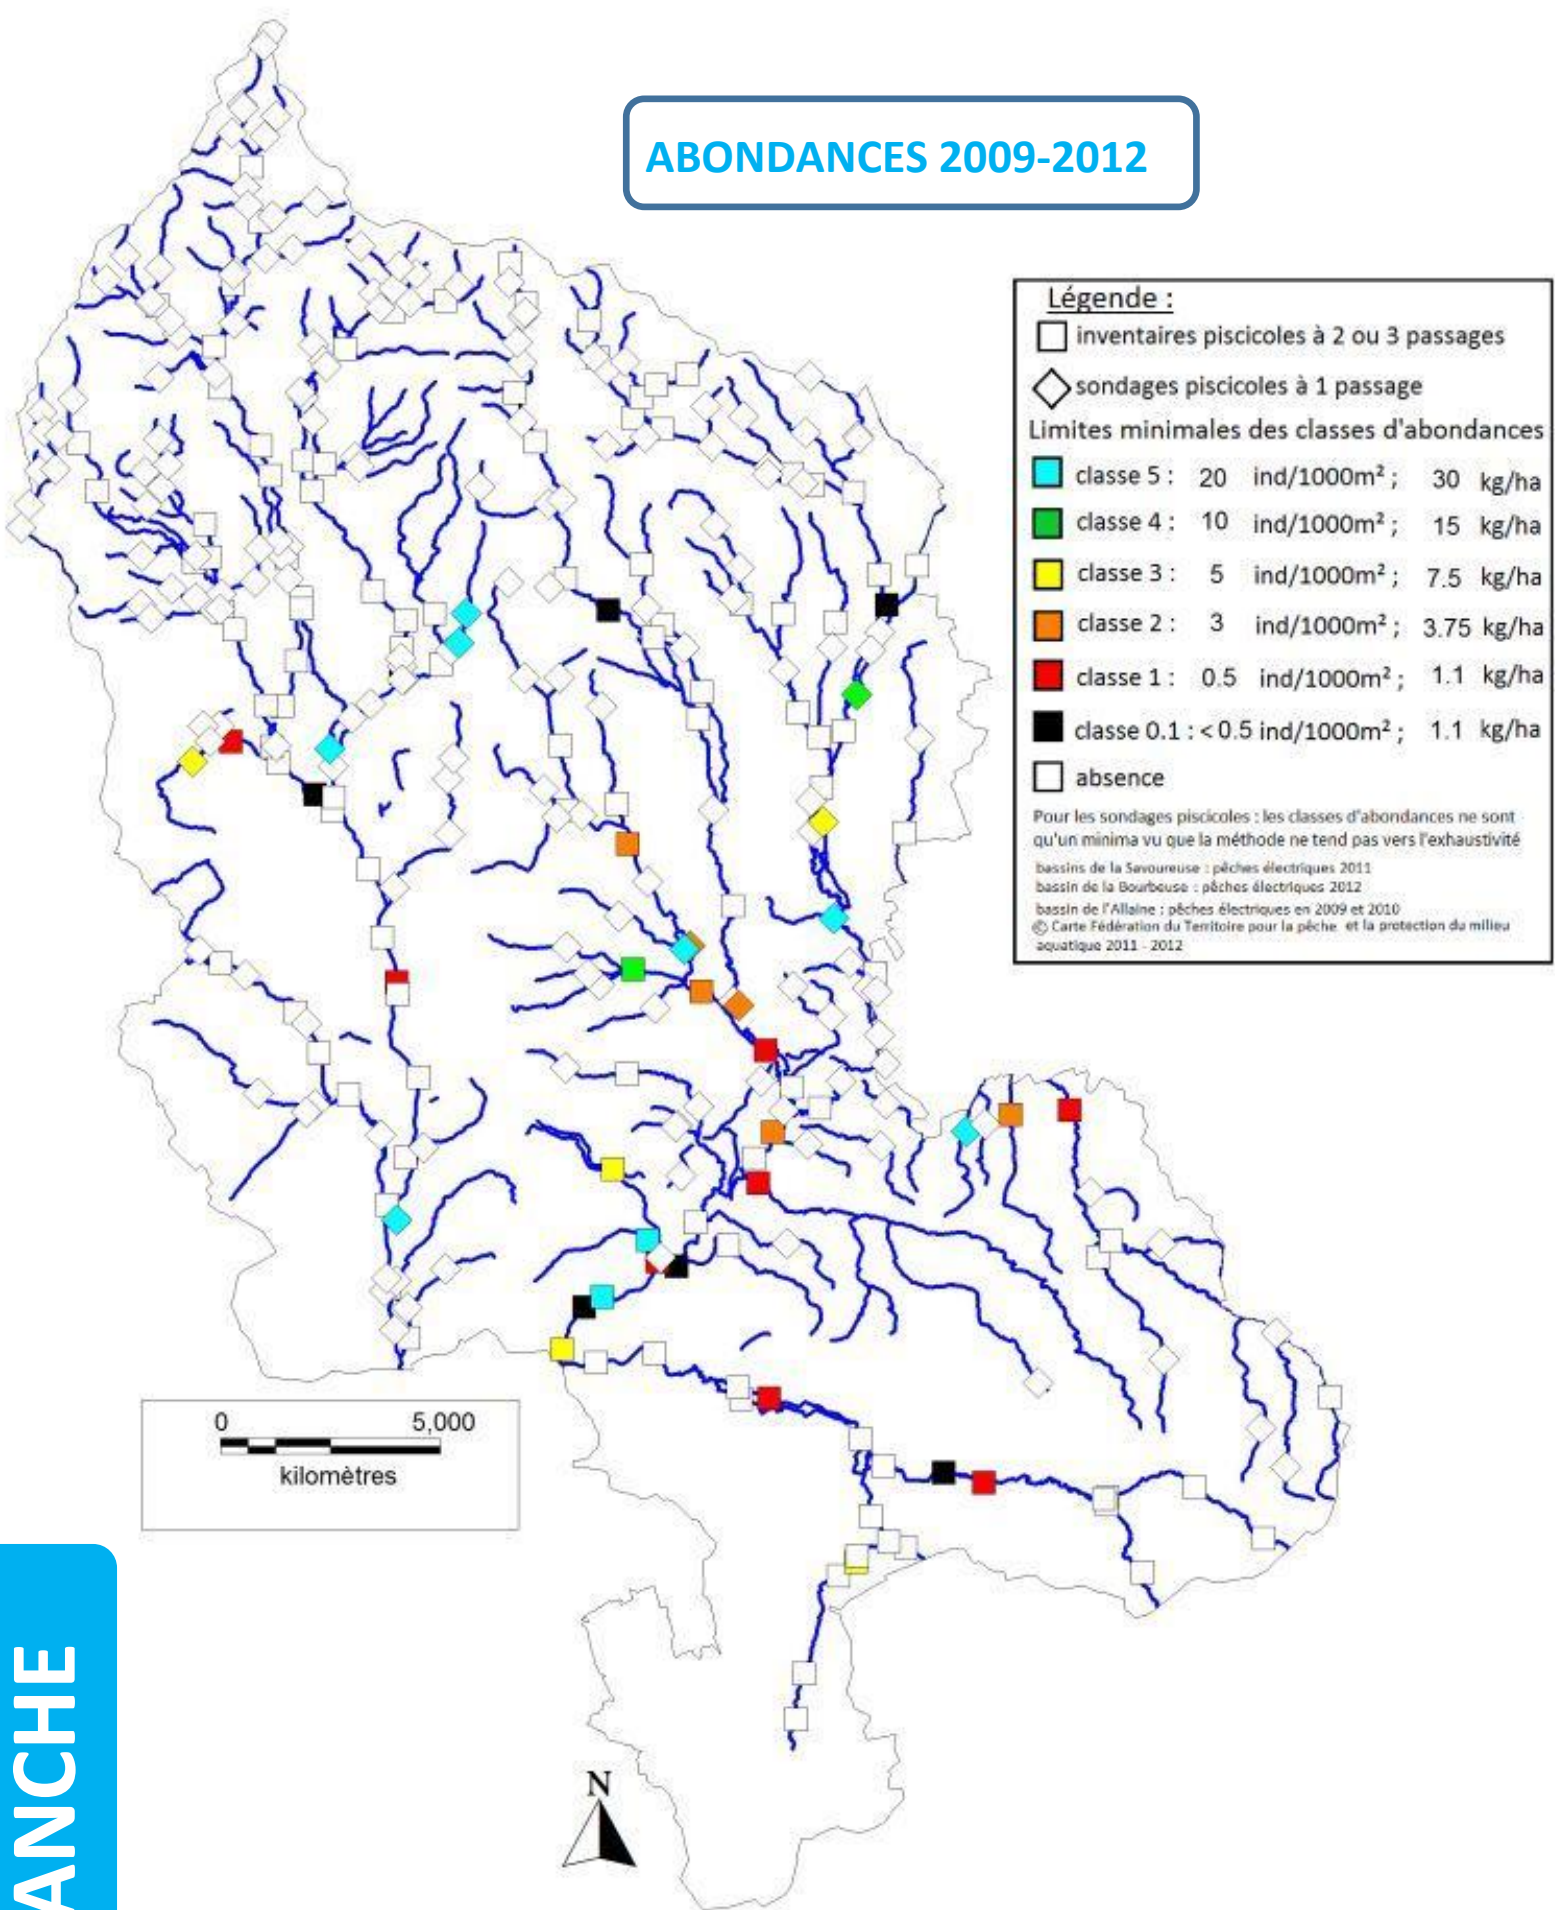 ABONDANCES 2009-2012
Légende :
inventaires piscicoles à 2 ou 3 passages
sondages piscicoles à 1 passage
Limites minimales des classes d'abondances
classe 5 : 20 ind/1000m² ; 30 kg/ha
classe 4 : 10 ind/1000m² ; 15 kg/ha
classe 3 : 5 ind/1000m² ; 7.5 kg/ha
classe 2 : 3 ind/1000m² ; 3.75 kg/ha
classe 1 : 0.5 ind/1000m² ; 1.1 kg/ha
classe 0.1 : < 0.5 ind/1000m² ; 1.1 kg/ha
absence
Pour les sondages piscicoles : les classes d'abondances ne sont
qu'un minima vu que la méthode ne tend pas vers l'exhaustivité
bassins de la Savoureuse : pêches électriques 2011
bassin de la Bourbeuse : pêches électriques 2012
bassin de l'Allaine : pêches électriques en 2009 et 2010
© Carte Fédération du Territoire pour la pêche et la protection du milieu
aquatique 2011 - 2012
0 5,000
kilomètres
N
ANCHE